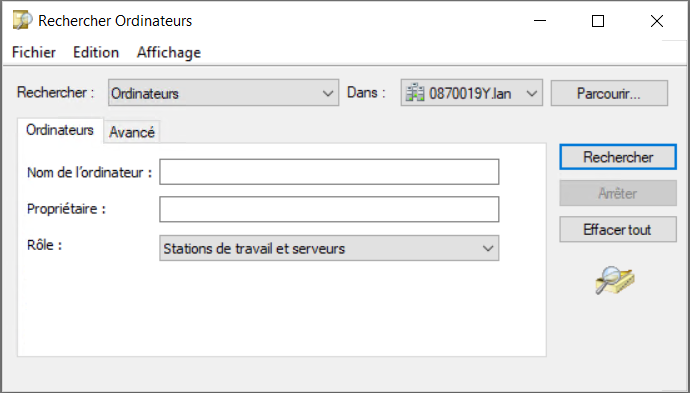 Rechercher Ordinateurs
Fichier Edition Affichage
Rechercher : Ordinateurs Dans : 0870019Y.lan Parcourir...
Ordinateurs Avancé
Rechercher
Nom de l'ordinateur :
Arrêter
Propriétaire :
Effacer tout
Rôle : Stations de travail et serveurs